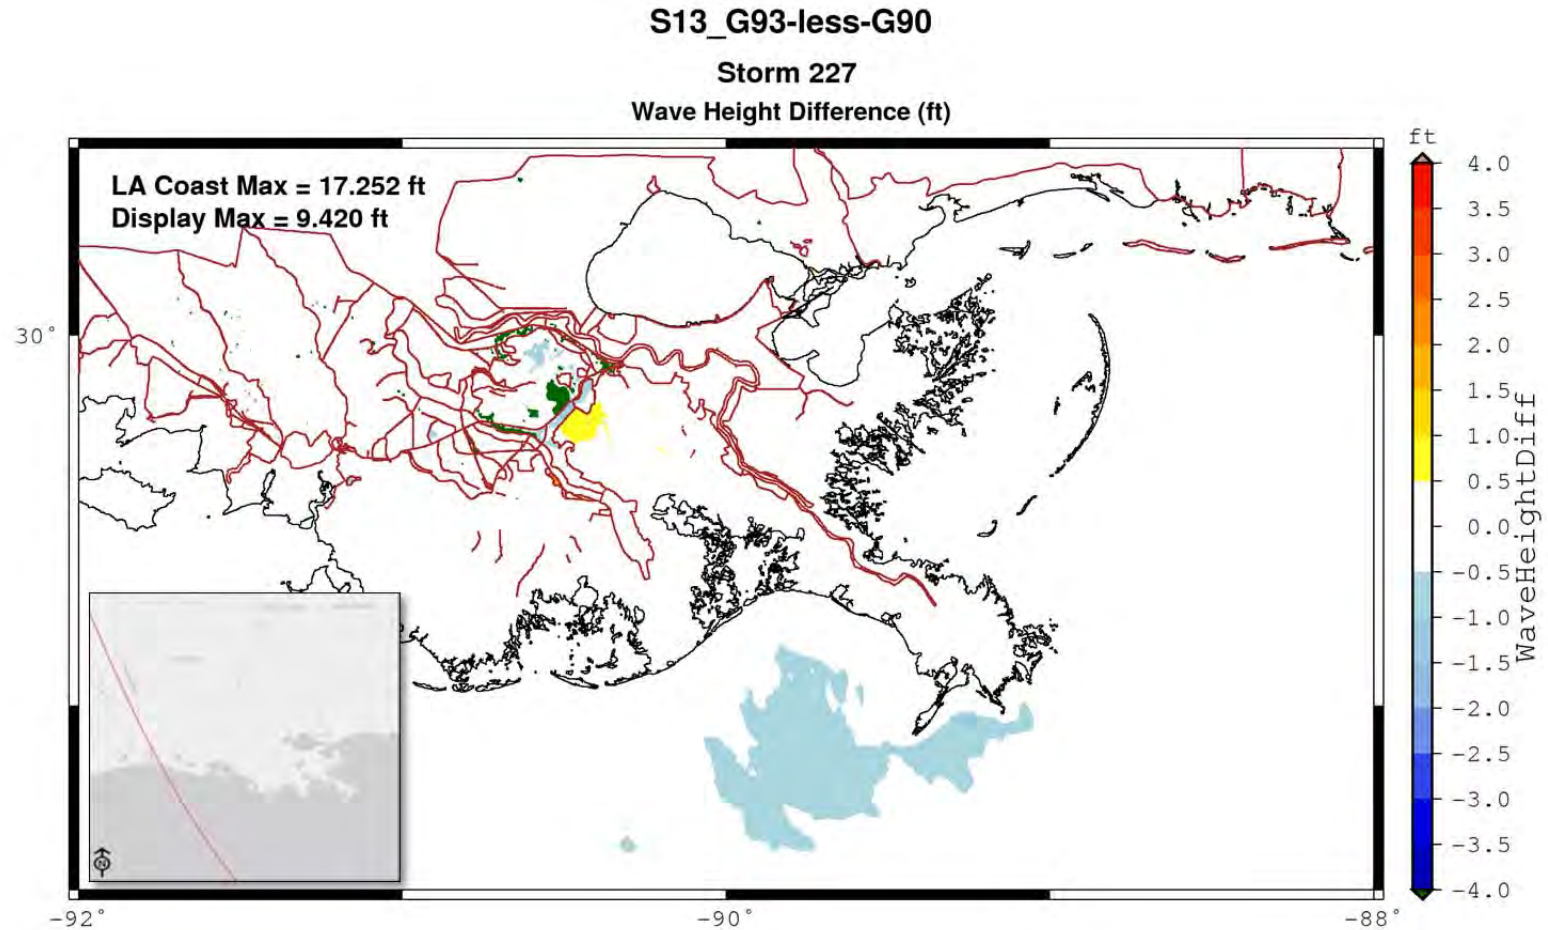 S13_G93-less-G90
Storm 227
Wave Height Difference (ft)
LA Coast Max = 17.252 ft
Display Max = 9.420 ft
30°
-92°
-90°
-88°
ft
4.0
3.5
3.0
2.5
2.0
1.5
1.0
0.5
0.0
-0.5
-1.0
-1.5
-2.0
-2.5
-3.0
-3.5
-4.0
WaveHeightDiff
N